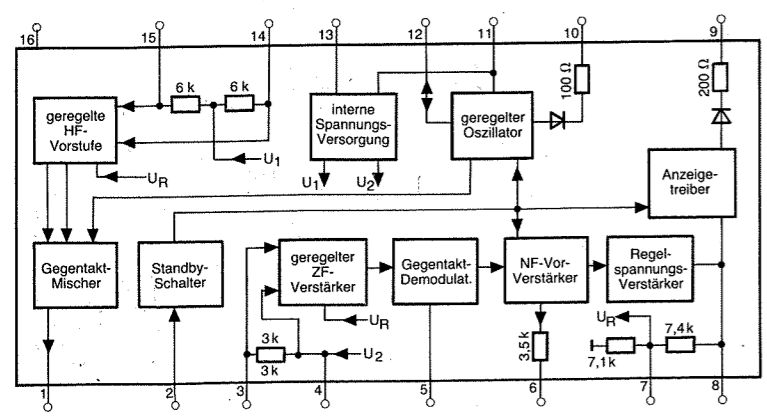 16
15
14
13
12
11
10
9
6 k
6 k
100 Ω
200 Ω
geregelte
HF-
Vorstufe
U1
UR
interne
Spannungs-
Versorgung
U1
U2
geregelter
Oszillator
Anzeige-
treiber
Gegentakt-
Mischer
Standby-
Schalter
geregelter
ZF-
Verstärker
Gegentakt-
Demodulat.
NF-Vor-
Verstärker
Regel-
spannungs-
Verstärker
UR
UR
3 k
3 k
U2
3,5 k
7,1 k
7,4 k
1
2
3
4
5
6
7
8